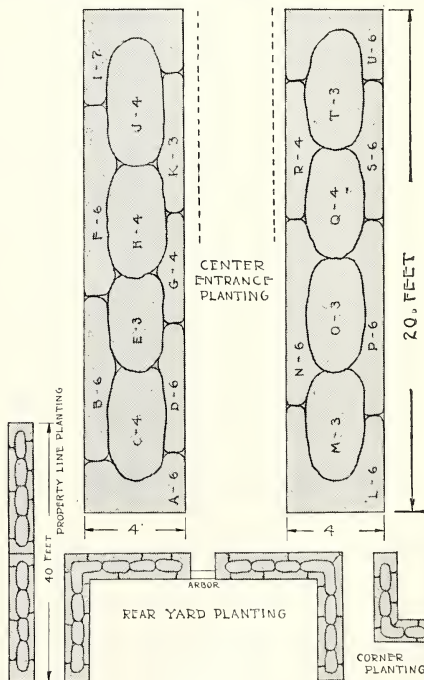 I-7
J-4
K-3
F-6
H-4
G-4
E-3
B-6
C-4
D-6
A-6
4'
CENTER
ENTRANCE
PLANTING
U-6
T-3
R-4
S-6
Q-4
O-3
N-6
P-6
M-3
L-6
4
20. FEET
PROPERTY LINE PLANTING
40 FEET
ARBOR
REAR YARD PLANTING
CORNER
PLANTING